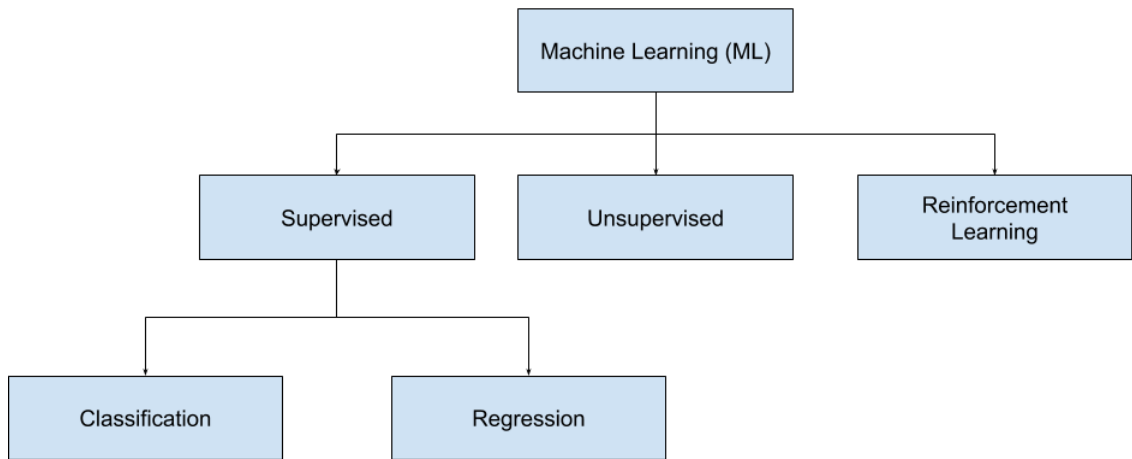 Machine Learning (ML)
Supervised
Unsupervised
Reinforcement
Learning
Classification
Regression